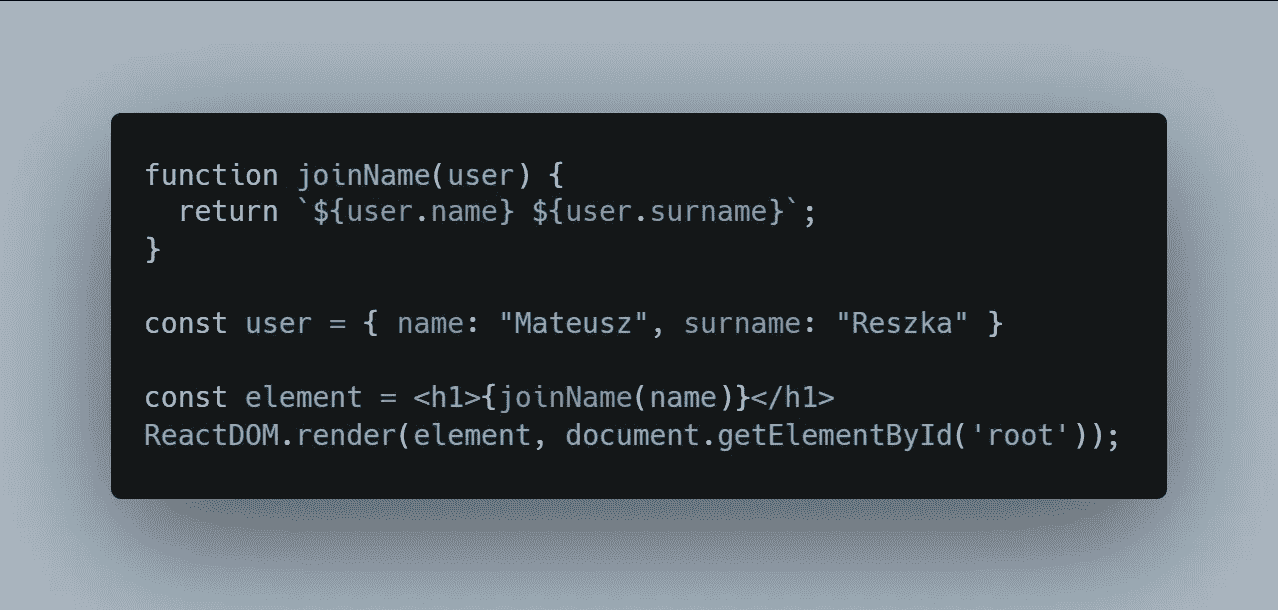 function joinName(user) {
  return `${user.name} ${user.surname}`;
}
const user = { name: "Mateusz", surname: "Reszka" }
const element = <h1>{joinName(name)}</h1>
ReactDOM.render(element, document.getElementById('root'));